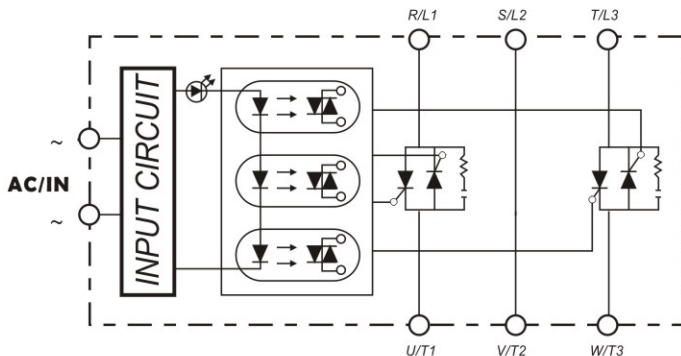 R/L1 S/L2 T/L3
INPUT CIRCUIT
~
AC/IN
~
U/T1 V/T2 W/T3